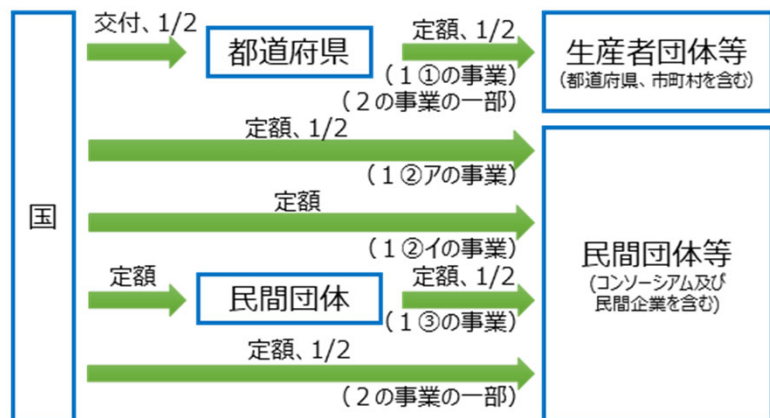 国
交付、1/2
都道府県
定額、1/2
(1①の事業)
(2の事業の一部)
生産者団体等
(都道府県、市町村を含む)
定額、1/2
(1②アの事業)
定額
(1②イの事業)
定額
民間団体
定額、1/2
(1③の事業)
定額、1/2
(2の事業の一部)
民間団体等
(コンソーシアム及び
民間企業を含む)